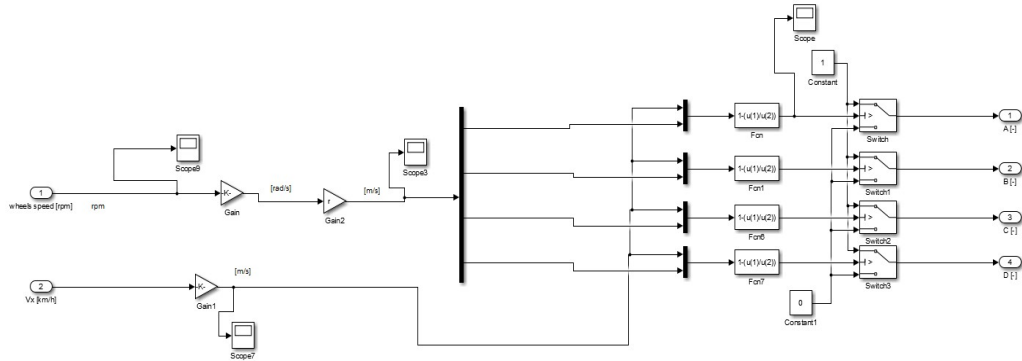 Scope
1
Constant
1
A [-]
1-(u(1)/u(2))
Fcn
Switch
Scope9
Scope3
2
B [-]
1-(u(1)/u(2))
Fcn1
Switch1
1
wheels speed [rpm]
rpm
-K-
Gain
[rad/s]
r
Gain2
[m/s]
1-(u(1)/u(2))
Fcn6
Switch2
3
C [-]
1-(u(1)/u(2))
Fcn7
Switch3
4
D [-]
2
Vx [km/h]
-K-
Gain1
[m/s]
Scope7
0
Constant1